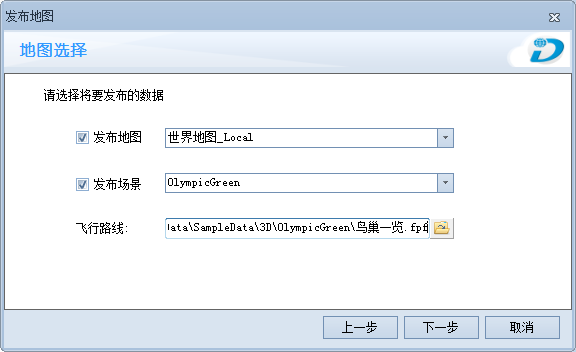 发布地图
地图选择
请选择将要发布的数据
发布地图 世界地图_Local
发布场景 OlympicGreen
飞行路线: ata\SampleData\3D\OlympicGreen\鸟巢一览.fpf
上一步 下一步 取消